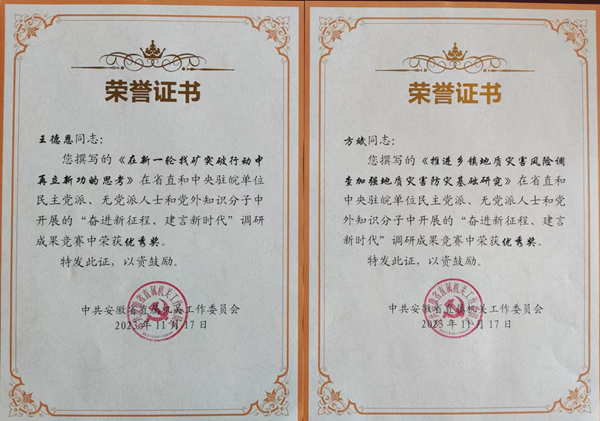 荣誉证书
王德恩同志：
您撰写的《在新一轮找矿突破行动中
再立新功的思考》在省直和中央驻皖单位
民主党派、无党派人士和党外知识分子中
开展的“奋进新征程、建言新时代”调研
成果竞赛中荣获优秀奖。
特发此证，以资鼓励。
中共安徽省直属机关工作委员会
2023年11月17日
荣誉证书
方斌同志：
您撰写的《推进乡镇地质灾害风险调
查加强地质灾害防灾基础研究》在省直和
中央驻皖单位民主党派、无党派人士和党
外知识分子中开展的“奋进新征程、建言
新时代”调研成果竞赛中荣获优秀奖。
特发此证，以资鼓励。
中共安徽省直属机关工作委员会
2023年11月17日